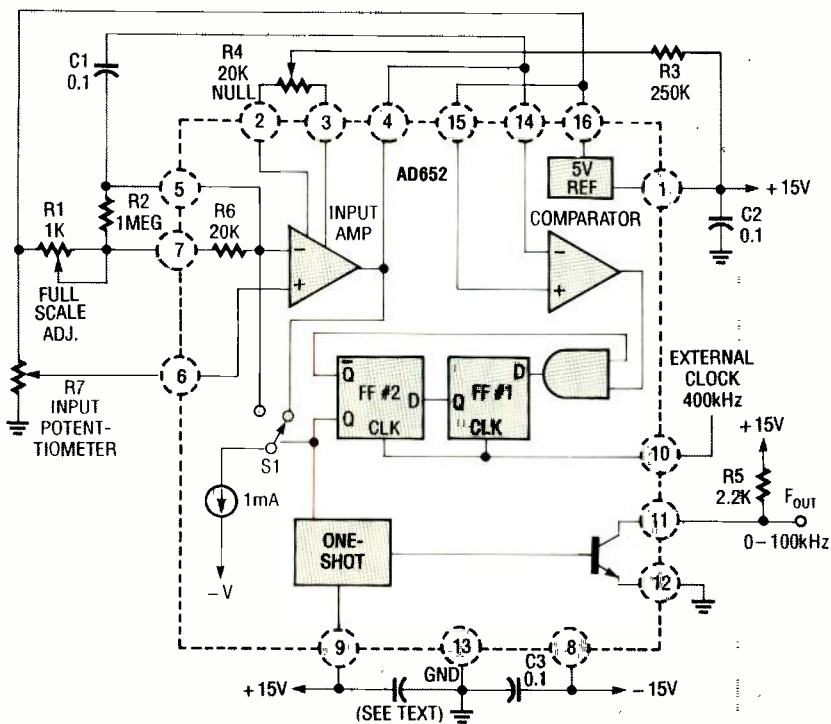 C1
0.1
R4
20K
NULL
R3
250K
2
3
4
15
14
16
AD652
5V
REF
1
+15V
C2
0.1
5
R2
1MEG
R1
1K
7
R6
20K
INPUT
AMP
COMPARATOR
-
+
-
+
FULL
SCALE
ADJ.
6
R7
INPUT
POTEN-
TIOMETER
Q̅
FF #2
D
Q
CLK
D
Q
FF #1
CLK
EXTERNAL
CLOCK
400kHz
10
+15V
R5
2.2K
FOUT
S1
1mA
-V
11
0-100kHz
ONE-
SHOT
12
9
13
8
GND
C3
0.1
+15V
(SEE TEXT)
-15V